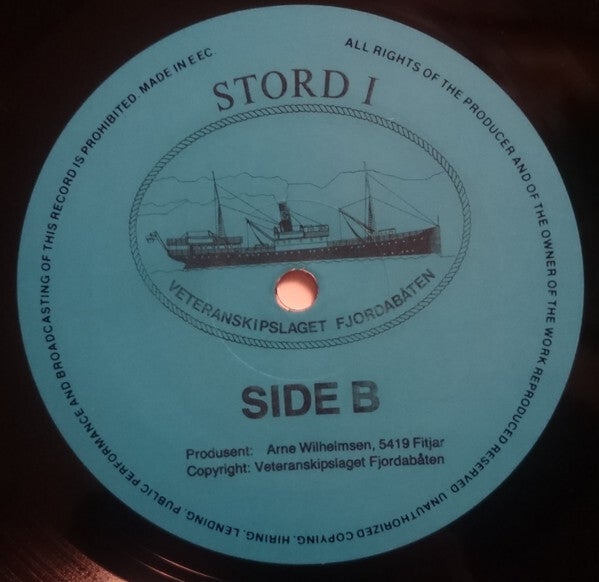 STORD I
VETERANSKIPSLAGET FJORDABÅTEN
SIDE B
Produsent: Arne Wilhelmsen, 5419 Fitjar
Copyright: Veteranskipslaget Fjordabåten
ALL RIGHTS OF THE PRODUCER AND OF THE OWNER OF THE WORK REPRODUCED RESERVED. UNAUTHORIZED COPYING. HIRING. LENDING. PUBLIC PERFORMANCE AND BROADCASTING OF THIS RECORD IS PROHIBITED. MADE IN EEC.